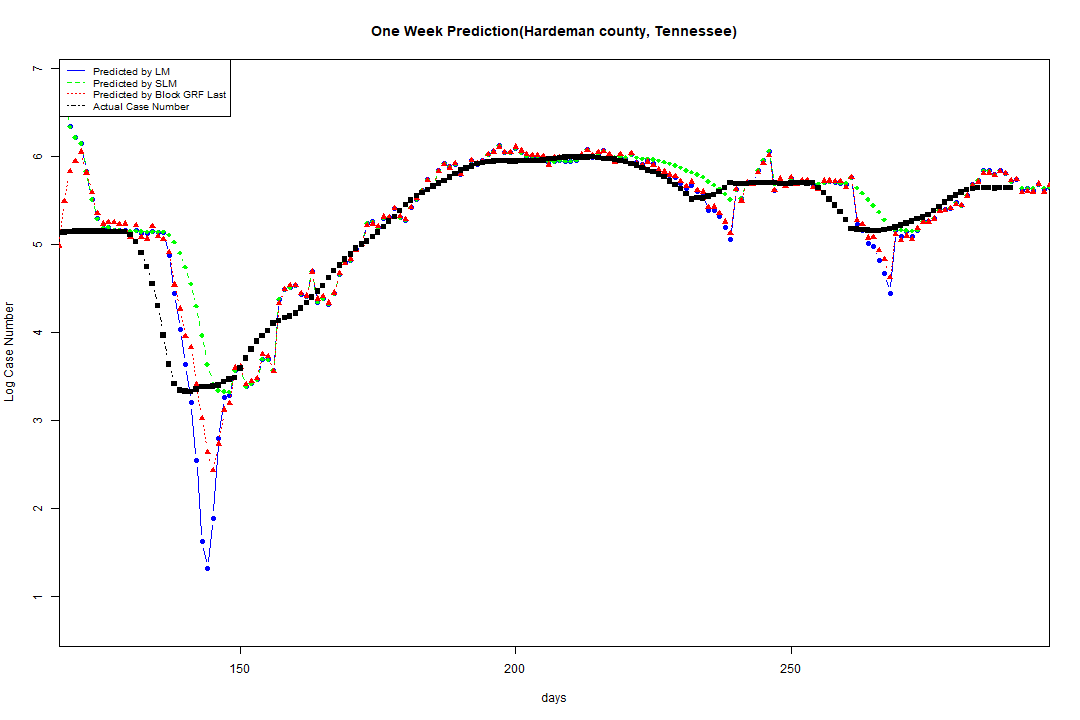 One Week Prediction(Hardeman county, Tennessee)
7
Predicted by LM
Predicted by SLM
Predicted by Block GRF Last
Actual Case Number
6
5
4
3
2
1
Log Case Number
150
200
250
days